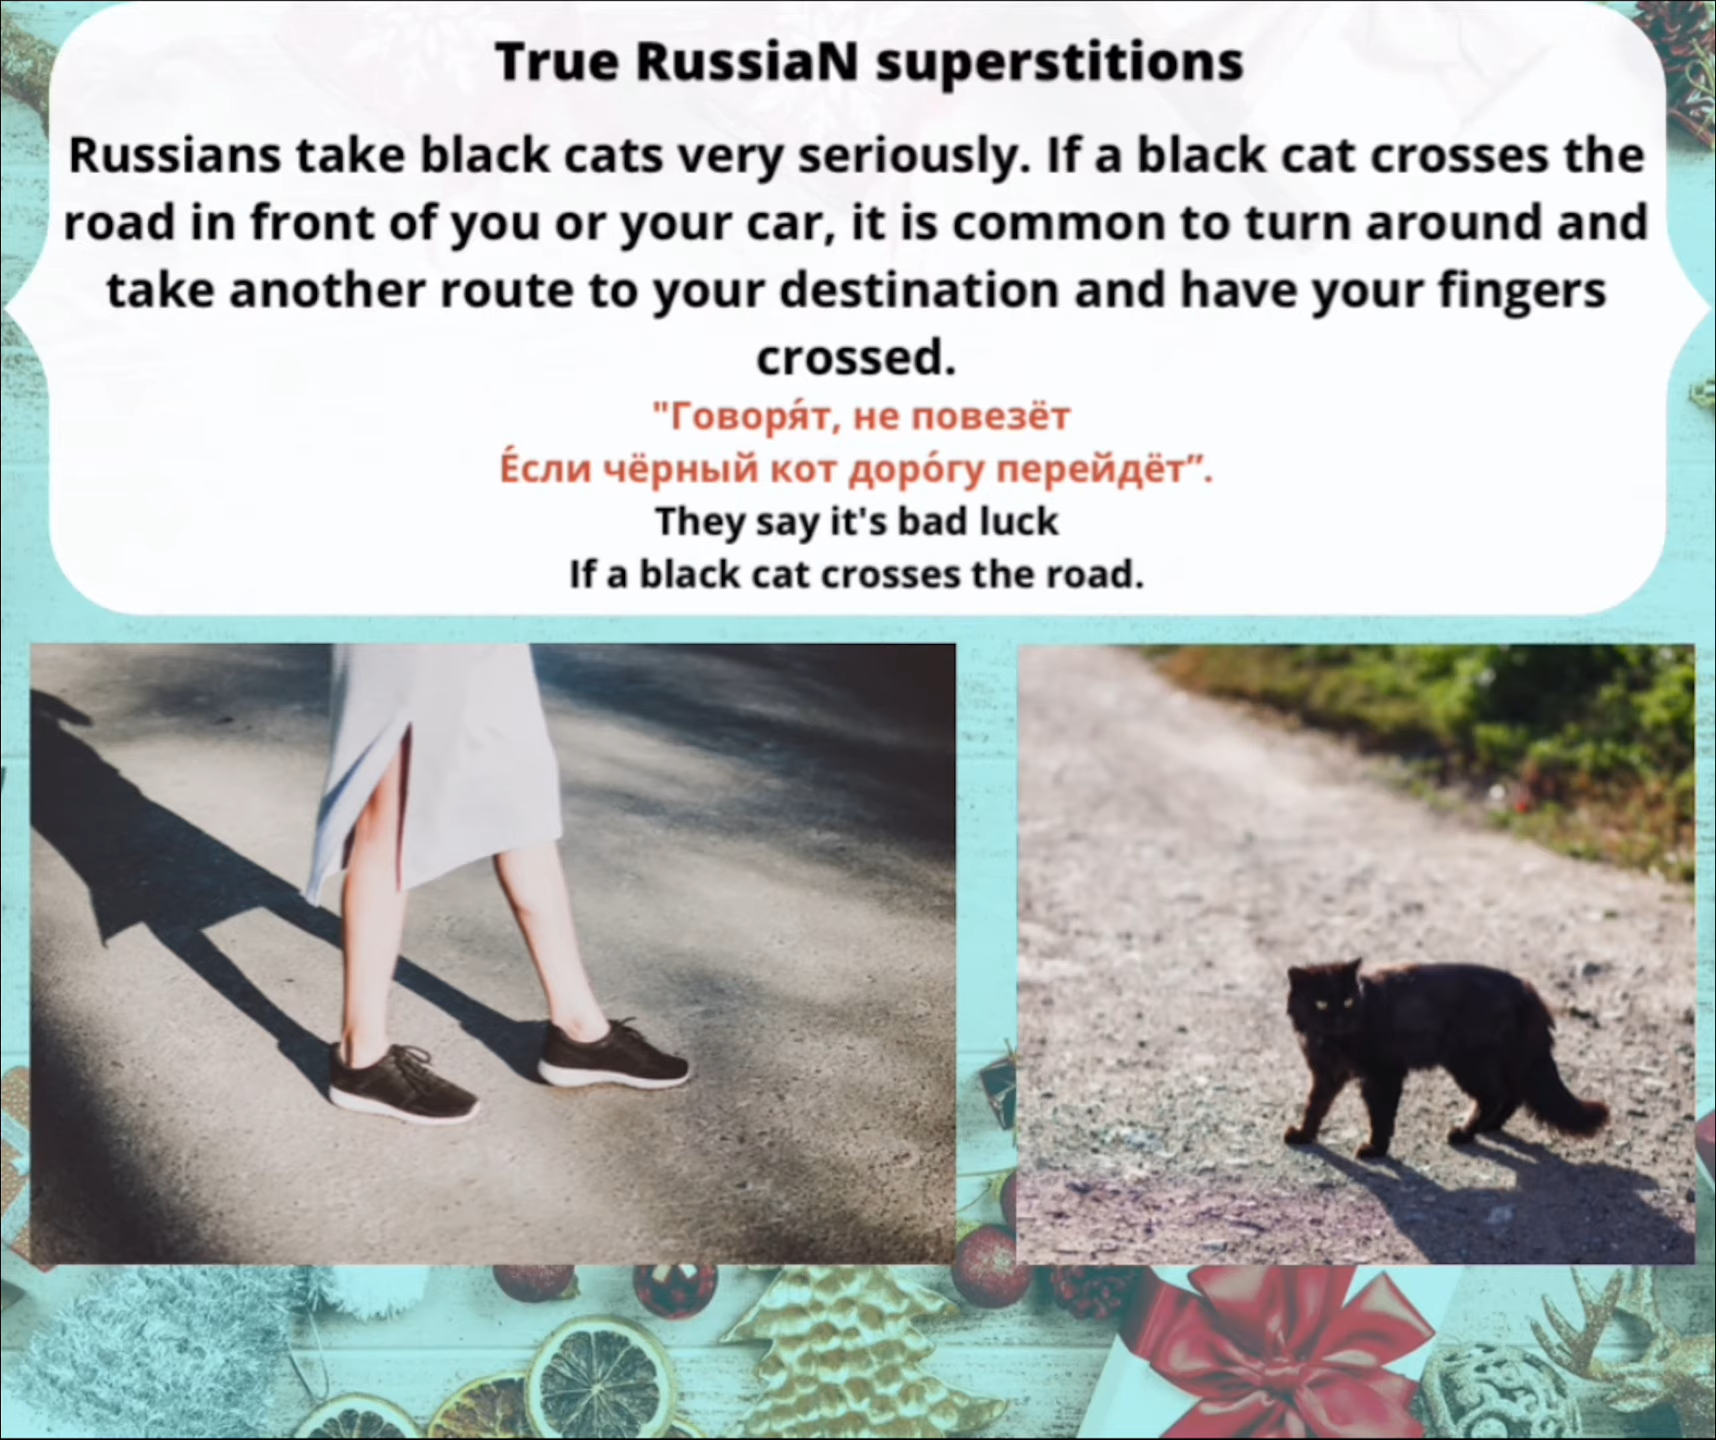 True RussiaN superstitions
Russians take black cats very seriously. If a black cat crosses the
road in front of you or your car, it is common to turn around and
take another route to your destination and have your fingers
crossed.
"Говоря́т, не повезёт
Е́сли чёрный кот доро́гу перейдёт”.
They say it's bad luck
If a black cat crosses the road.